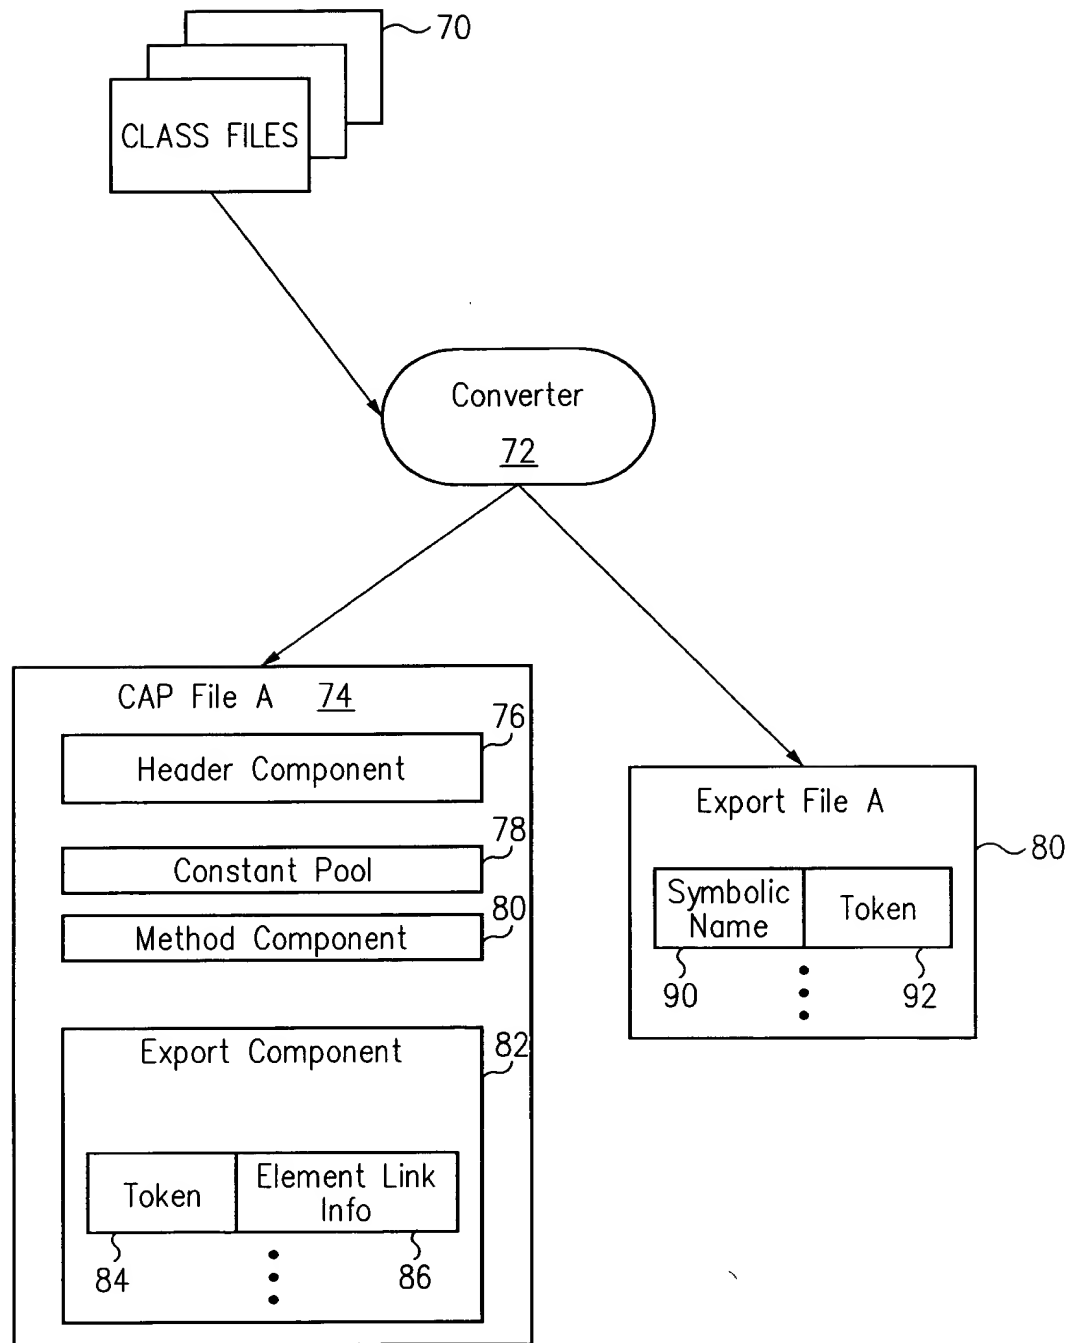 70
CLASS FILES
Converter
72
CAP File A 74
76
Header Component
78
Constant Pool
80
Method Component
82
Export Component
Token
Element Link
Info
84
86
Export File A
80
Symbolic
Name
Token
90
92